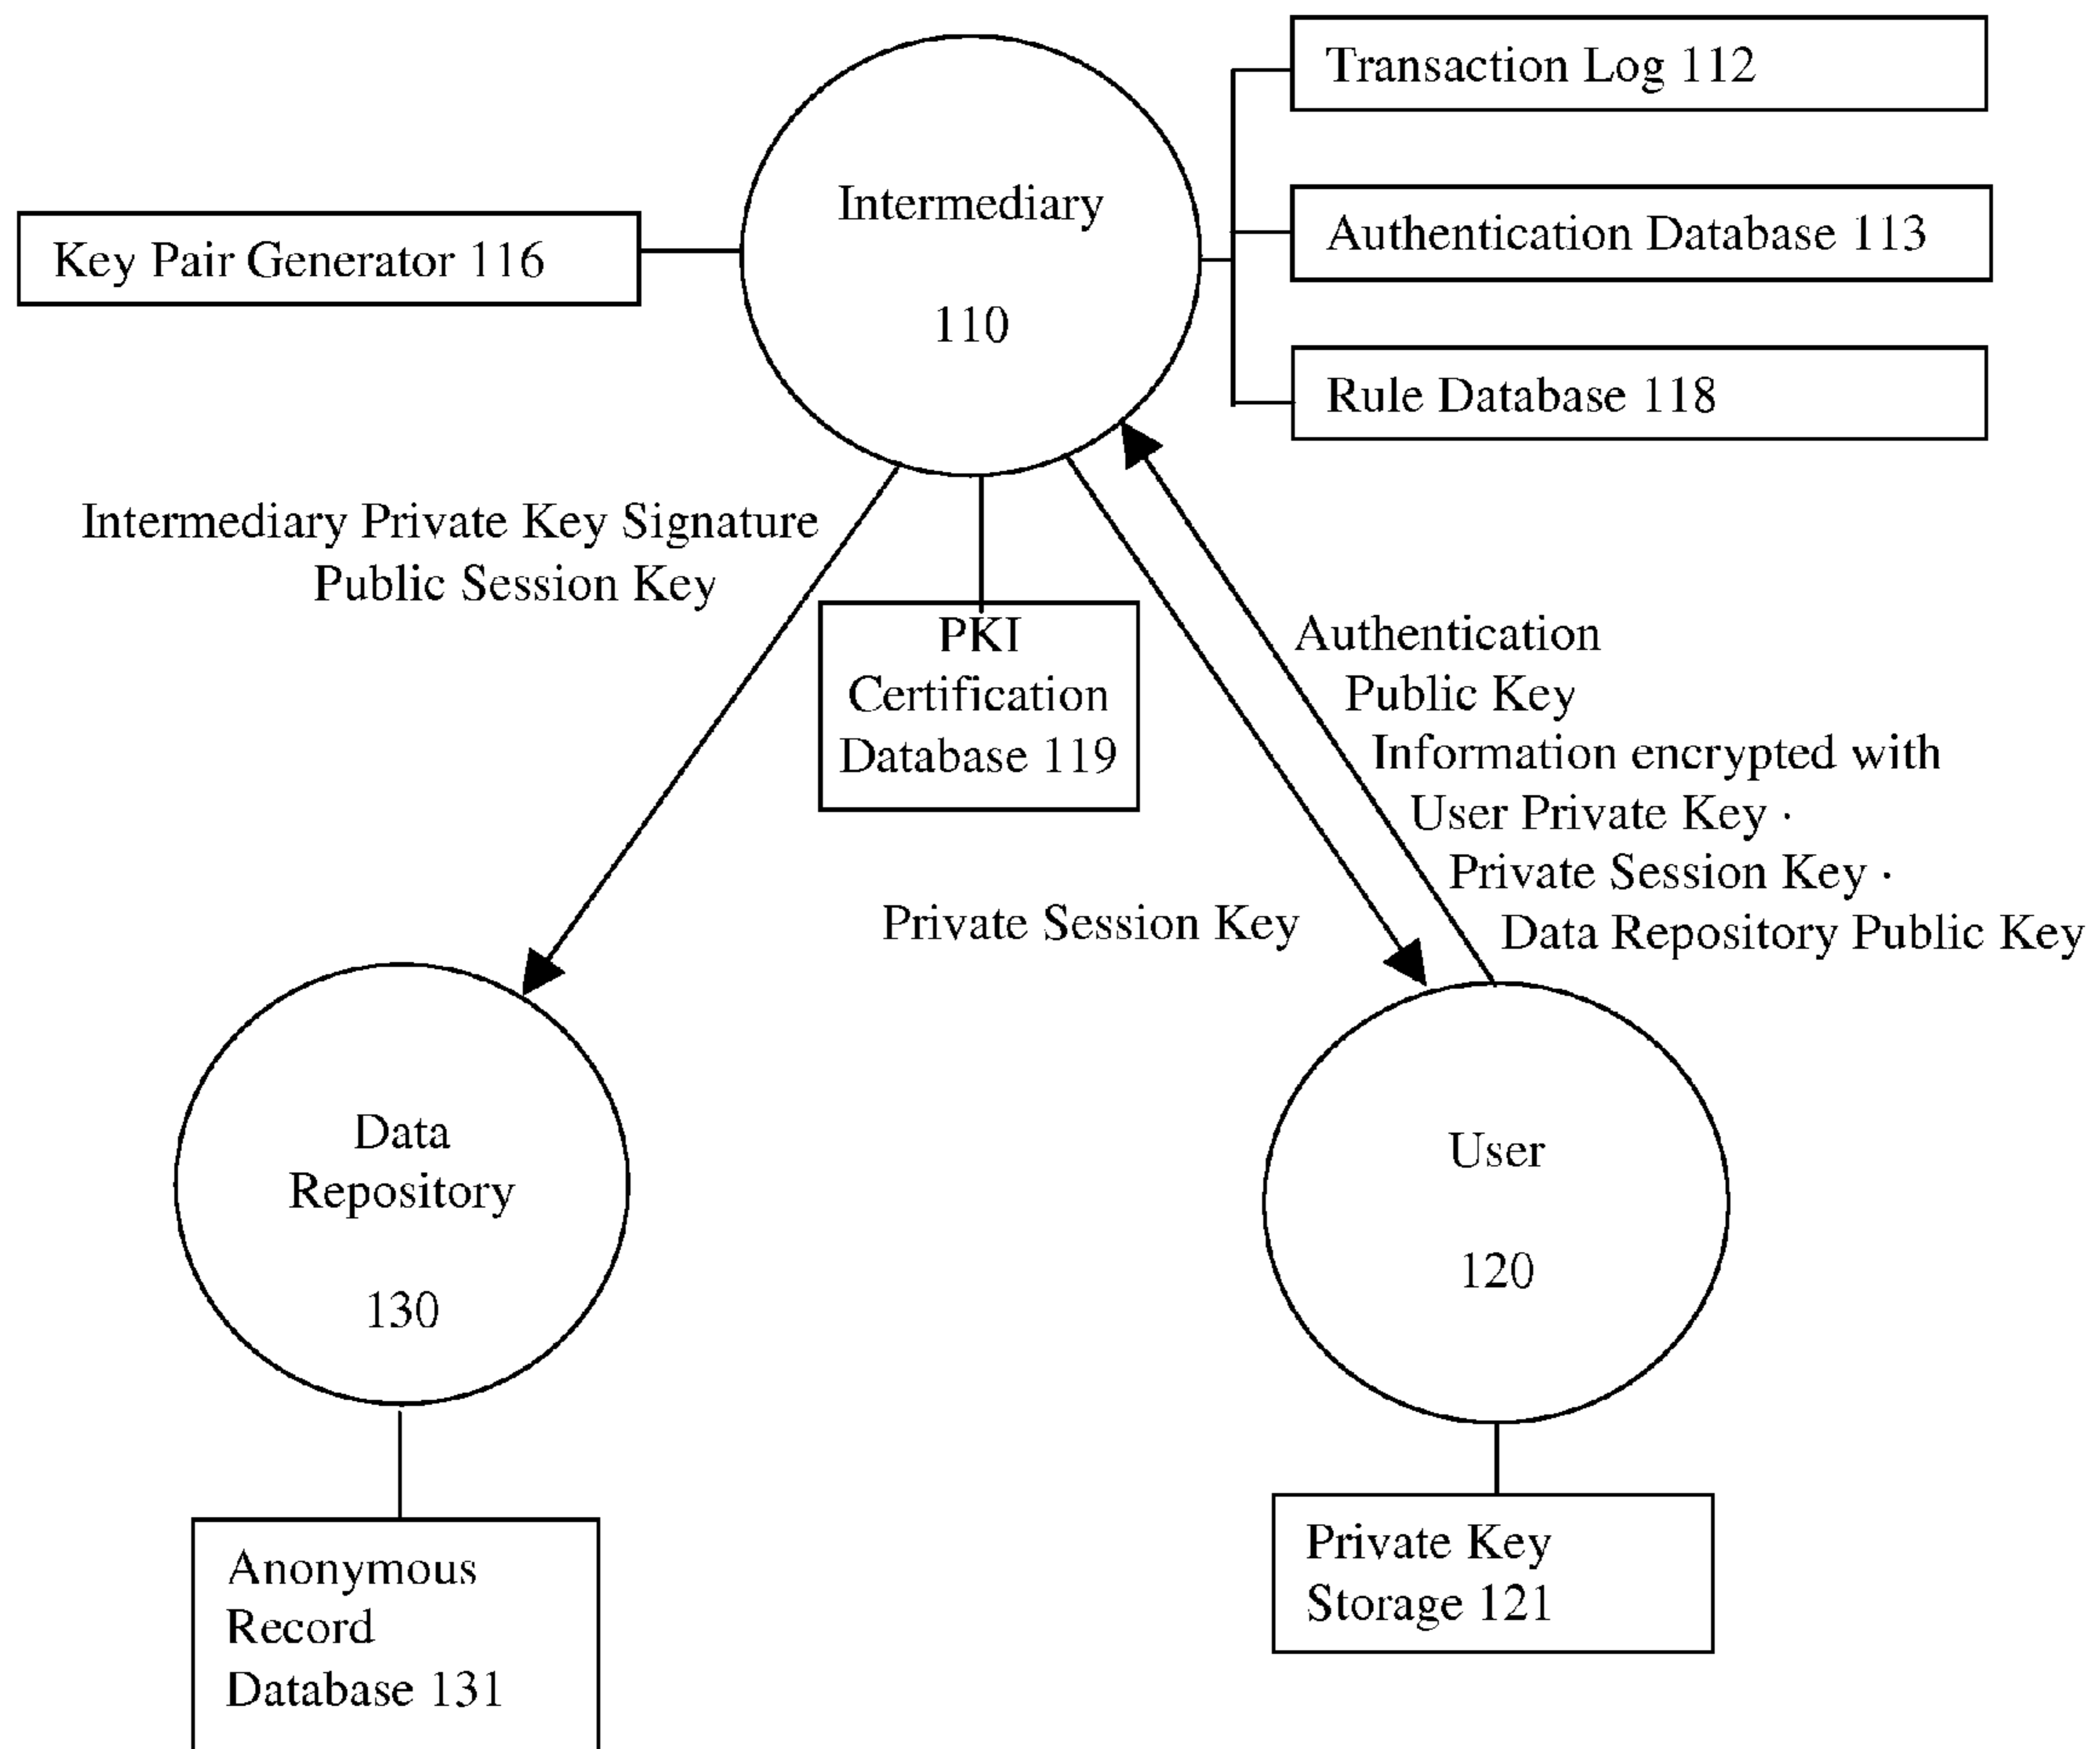 Transaction Log 112
Intermediary
110
Key Pair Generator 116
Authentication Database 113
Rule Database 118
Intermediary Private Key Signature
Public Session Key
PKI
Certification
Database 119
Authentication
Public Key
Information encrypted with
User Private Key ·
Private Session Key ·
Data Repository Public Key
Private Session Key
Data
Repository
130
User
120
Anonymous
Record
Database 131
Private Key
Storage 121